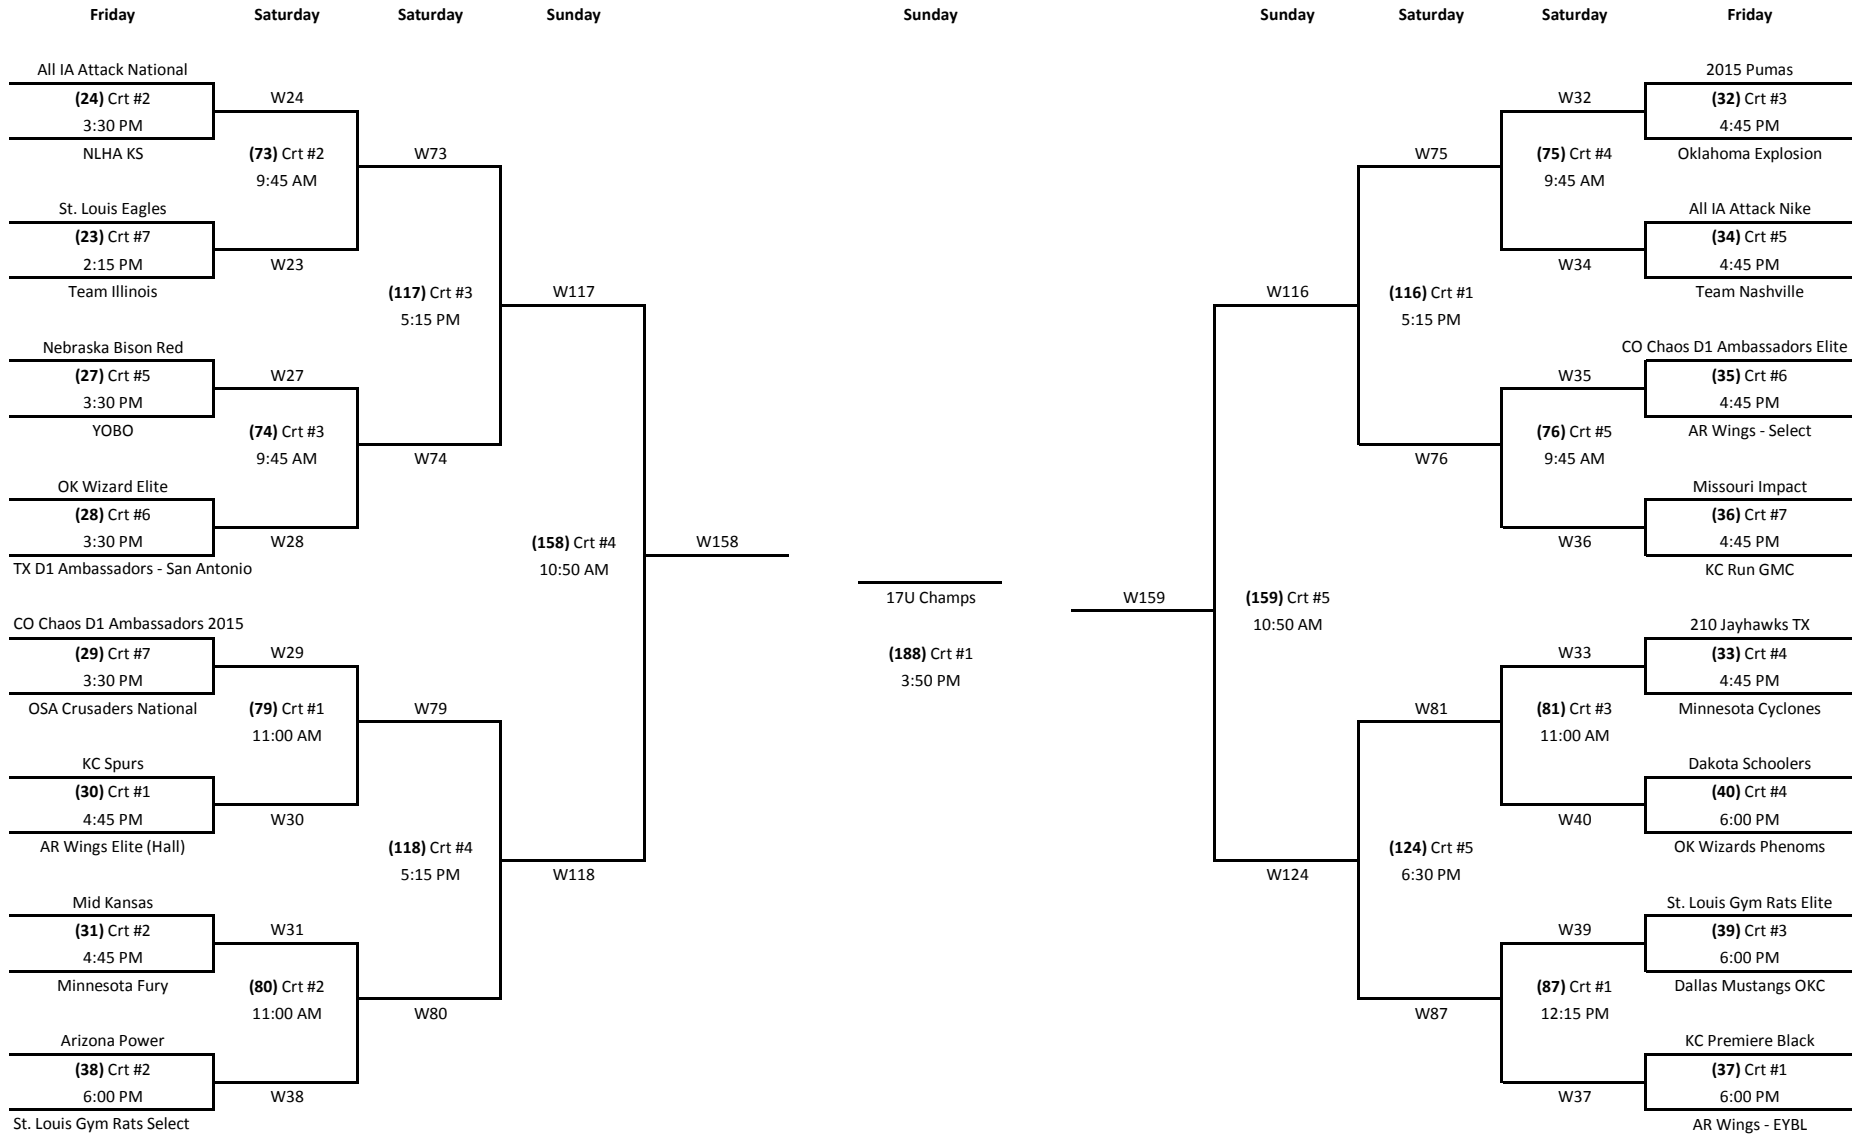 Friday Saturday Saturday Sunday Sunday Sunday Saturday Saturday Friday
All IA Attack National 2015 Pumas
(24) Crt #2 W24 W32 (32) Crt #3
3:30 PM 4:45 PM
NLHA KS (73) Crt #2 W73 W75 (75) Crt #4 Oklahoma Explosion
9:45 AM 9:45 AM
St. Louis Eagles All IA Attack Nike
(23) Crt #7 (34) Crt #5
2:15 PM W23 W34 4:45 PM
Team Illinois (117) Crt #3 W117 W116 (116) Crt #1 Team Nashville
5:15 PM 5:15 PM
Nebraska Bison Red CO Chaos D1 Ambassadors Elite
(27) Crt #5 W27 W35 (35) Crt #6
3:30 PM 4:45 PM
YOBO (74) Crt #3 (76) Crt #5 AR Wings - Select
9:45 AM W74 W76 9:45 AM
OK Wizard Elite Missouri Impact
(28) Crt #6 (36) Crt #7
3:30 PM W28 (158) Crt #4 W158 W36 4:45 PM
TX D1 Ambassadors - San Antonio 10:50 AM KC Run GMC
17U Champs W159 (159) Crt #5
CO Chaos D1 Ambassadors 2015 10:50 AM 210 Jayhawks TX
(29) Crt #7 W29 (188) Crt #1 W33 (33) Crt #4
3:30 PM 3:50 PM 4:45 PM
OSA Crusaders National (79) Crt #1 W79 W81 (81) Crt #3 Minnesota Cyclones
11:00 AM 11:00 AM
KC Spurs Dakota Schoolers
(30) Crt #1 (40) Crt #4
4:45 PM W30 W40 6:00 PM
AR Wings Elite (Hall) (118) Crt #4 (124) Crt #5 OK Wizards Phenoms
5:15 PM W118 W124 6:30 PM
Mid Kansas St. Louis Gym Rats Elite
(31) Crt #2 W31 W39 (39) Crt #3
4:45 PM 6:00 PM
Minnesota Fury (80) Crt #2 (87) Crt #1 Dallas Mustangs OKC
11:00 AM W80 W87 12:15 PM
Arizona Power KC Premiere Black
(38) Crt #2 (37) Crt #1
6:00 PM W38 W37 6:00 PM
St. Louis Gym Rats Select AR Wings - EYBL